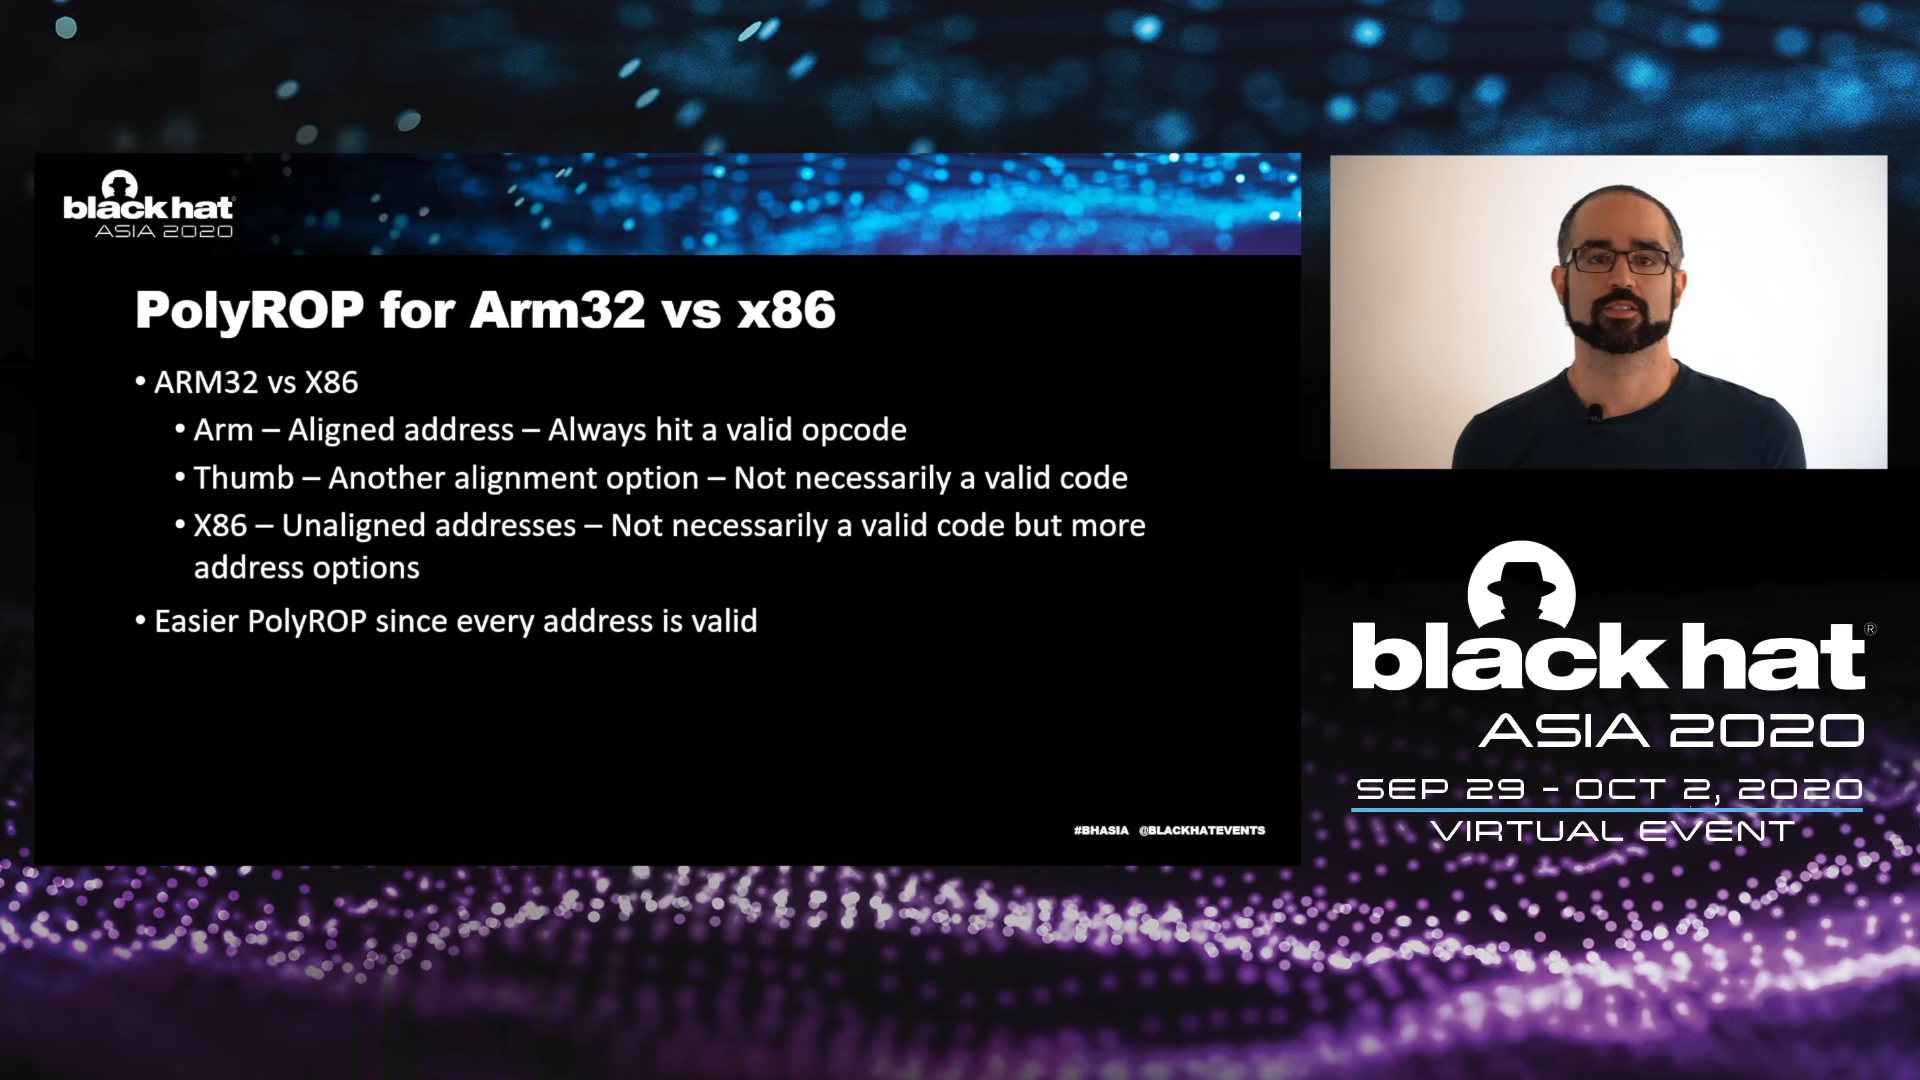 black hat
ASIA 2020
PolyROP for Arm32 vs x86
• ARM32 vs X86
• Arm – Aligned address – Always hit a valid opcode
• Thumb – Another alignment option – Not necessarily a valid code
• X86 – Unaligned addresses – Not necessarily a valid code but more
address options
• Easier PolyROP since every address is valid
#BHASIA @BLACKHATEVENTS
black hat®
ASIA 2020
SEP 29 - OCT 2, 2020
VIRTUAL EVENT